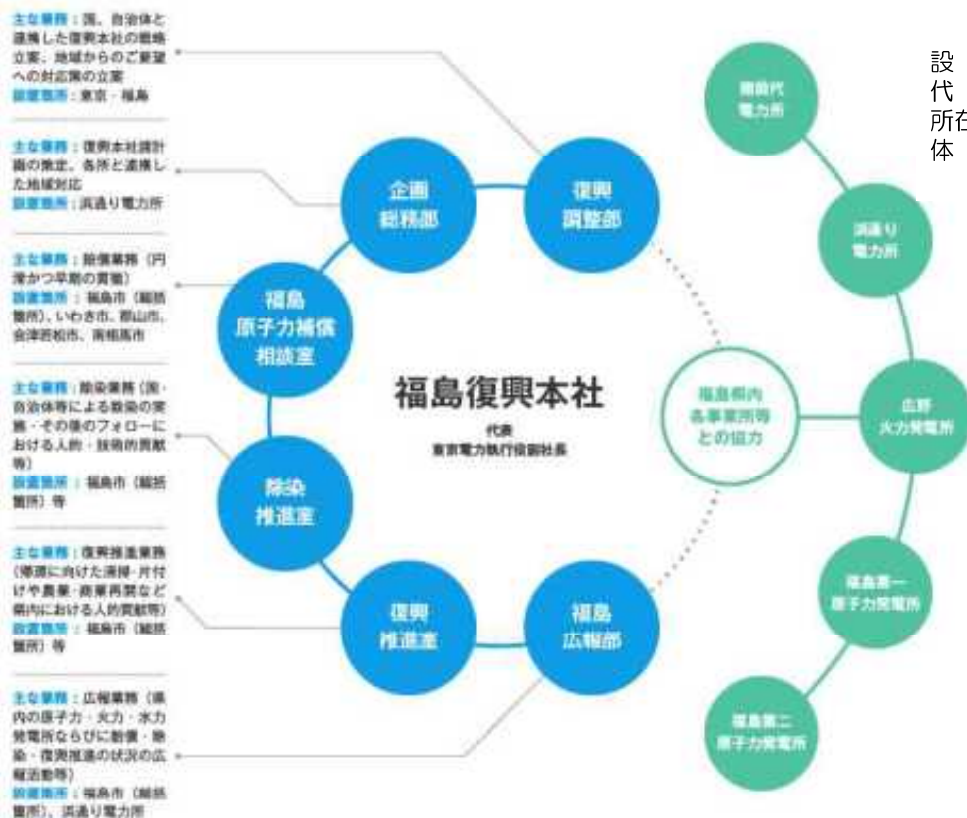 主な業務：国、自治体と
連携した復興本社の戦略
立案、地域からのご要望
への対応策の立案
設置箇所：東京・福島
主な業務：復興本社諸計
画の策定、各所と連携し
た地域対応
設置箇所：浜通り電力所
主な業務：賠償業務（円
滑かつ早期の貫徹）
設置箇所：福島市（総括
箇所）、いわき市、郡山市、
会津若松市、南相馬市
主な業務：除染業務（国・
自治体等による除染の実
施・その後のフォローに
おける人的・技術的貢献
等）
設置箇所：福島市（総括
箇所）等
主な業務：復興推進業務
（帰還に向けた清掃・片付
けや農業・商業再開など
県内における人的貢献等）
設置箇所：福島市（総括
箇所）等
主な業務：広報業務（県
内の原子力・火力・水力
発電所ならびに賠償・除
染・復興推進の状況の広
報活動等）
設置箇所：福島市（総括
箇所）、浜通り電力所
企画
総務部
復興
調整部
福島
原子力補償
相談室
除染
推進室
復興
推進室
福島
広報部
福島復興本社
代表
東京電力執行役副社長
福島県内
各事業所等
との協力
猪苗代
電力所
浜通り
電力所
広野
火力発電所
福島第一
原子力発電所
福島第二
原子力発電所
設
代
所在
体